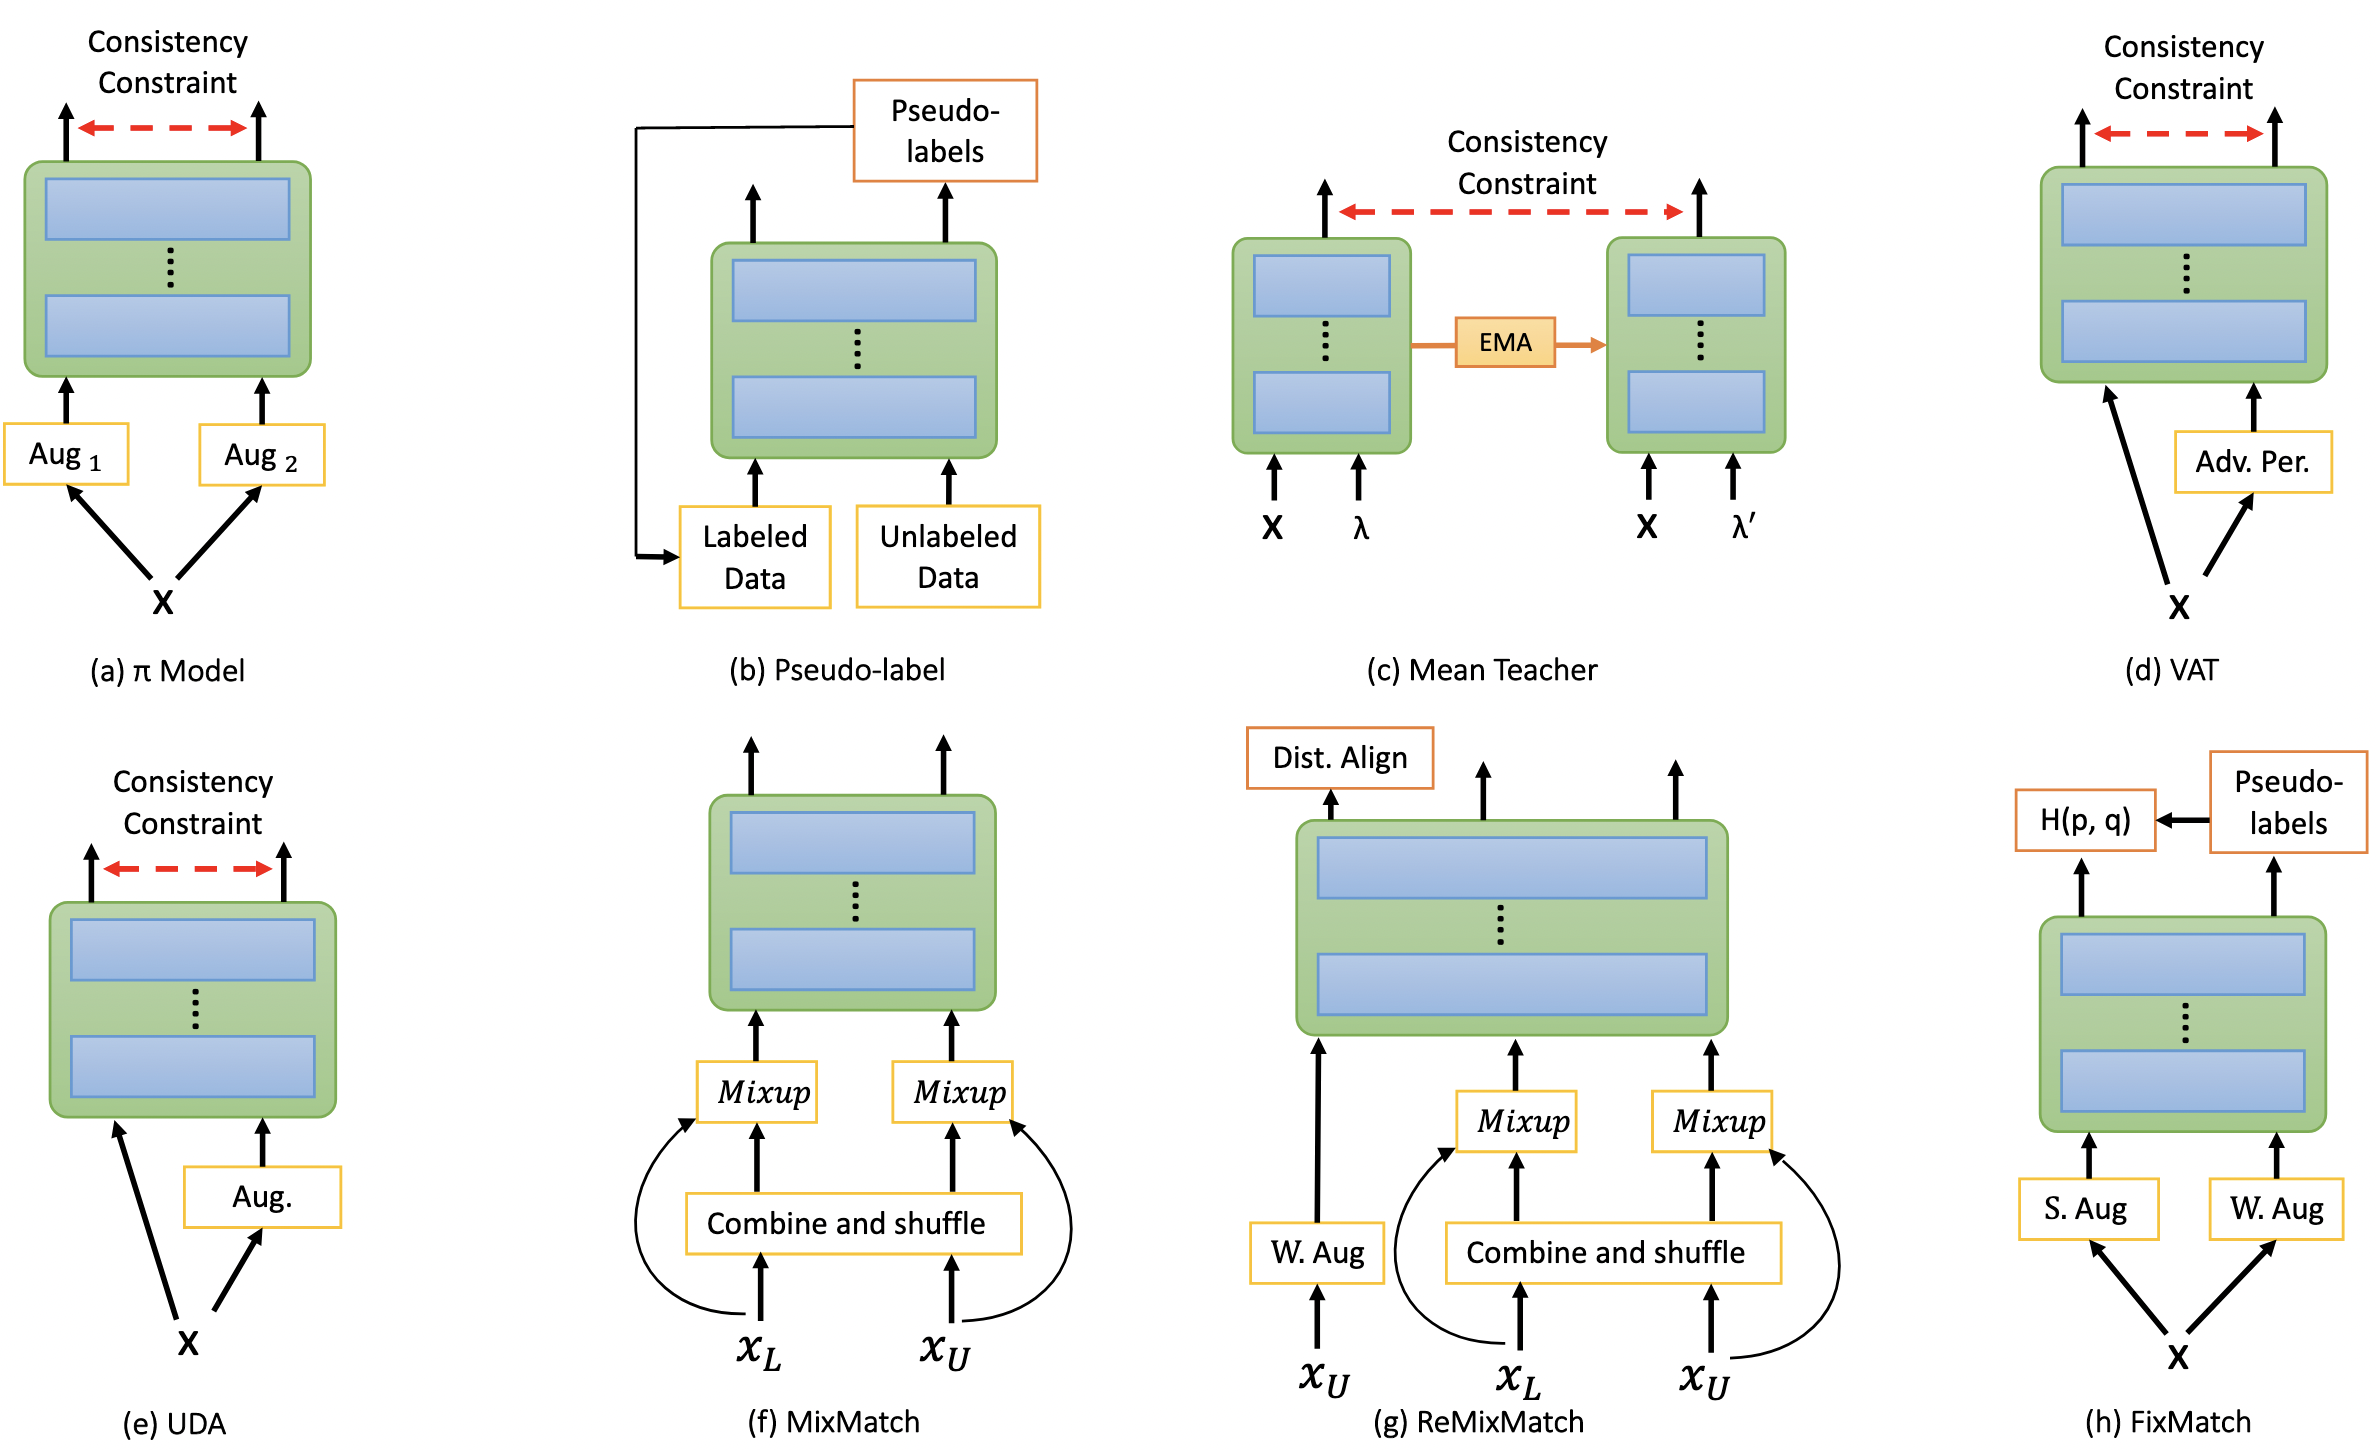 Consistency
Constraint
Aug 1
Aug 2
X
(a) π Model
Pseudo-
labels
Labeled
Data
Unlabeled
Data
(b) Pseudo-label
Consistency
Constraint
EMA
X
λ
X
λ′
(c) Mean Teacher
Consistency
Constraint
Adv. Per.
X
(d) VAT
Consistency
Constraint
Aug.
X
(e) UDA
Mixup
Mixup
Combine and shuffle
x_L
x_U
(f) MixMatch
Dist. Align
Mixup
Mixup
W. Aug
Combine and shuffle
x_U
x_L
x_U
(g) ReMixMatch
H(p, q)
Pseudo-
labels
S. Aug
W. Aug
X
(h) FixMatch